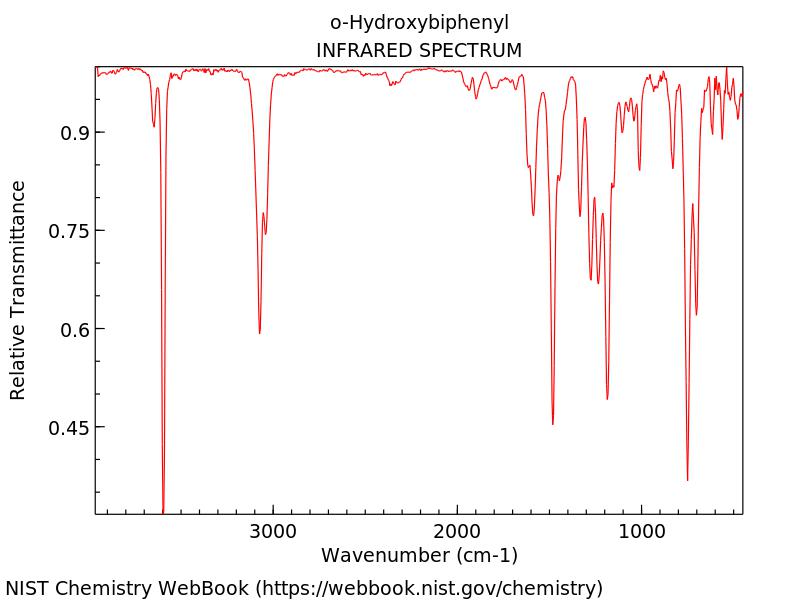 o-Hydroxybiphenyl
INFRARED SPECTRUM
0.9
0.75
0.6
0.45
Relative Transmittance
3000 2000 1000
Wavenumber (cm-1)
NIST Chemistry WebBook (https://webbook.nist.gov/chemistry)